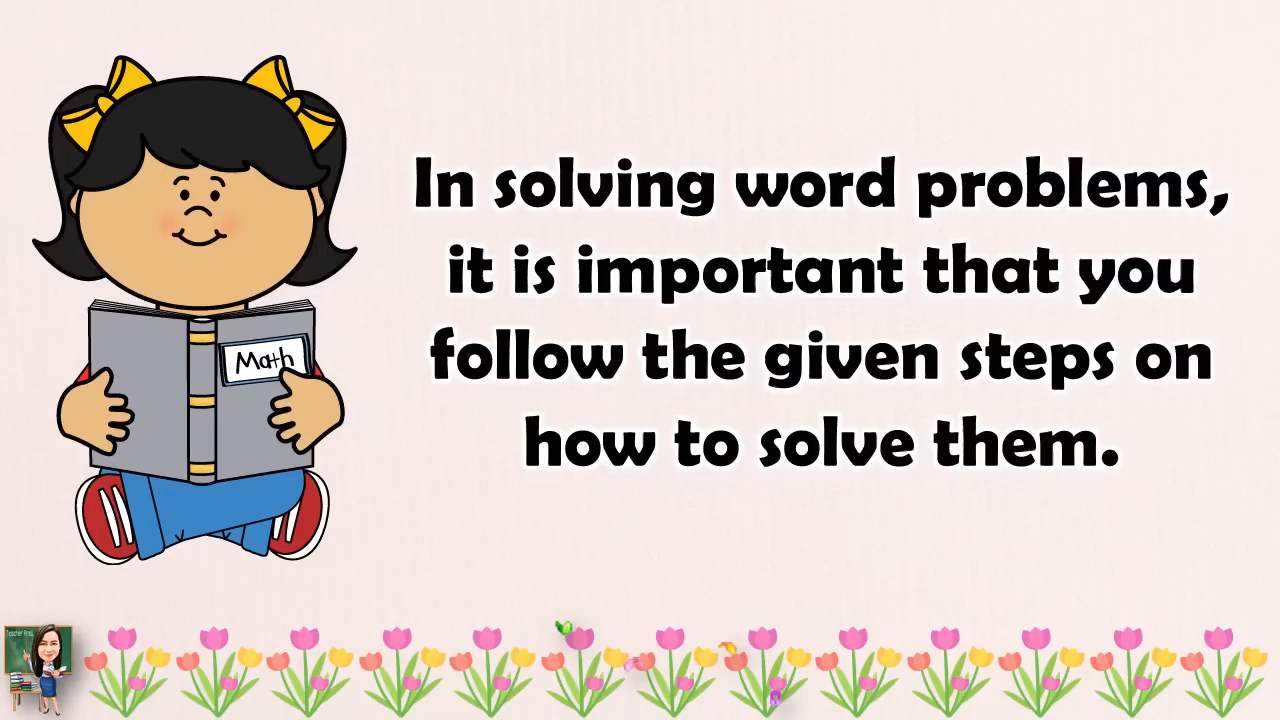 In solving word problems,
it is important that you
follow the given steps on
how to solve them.
Math